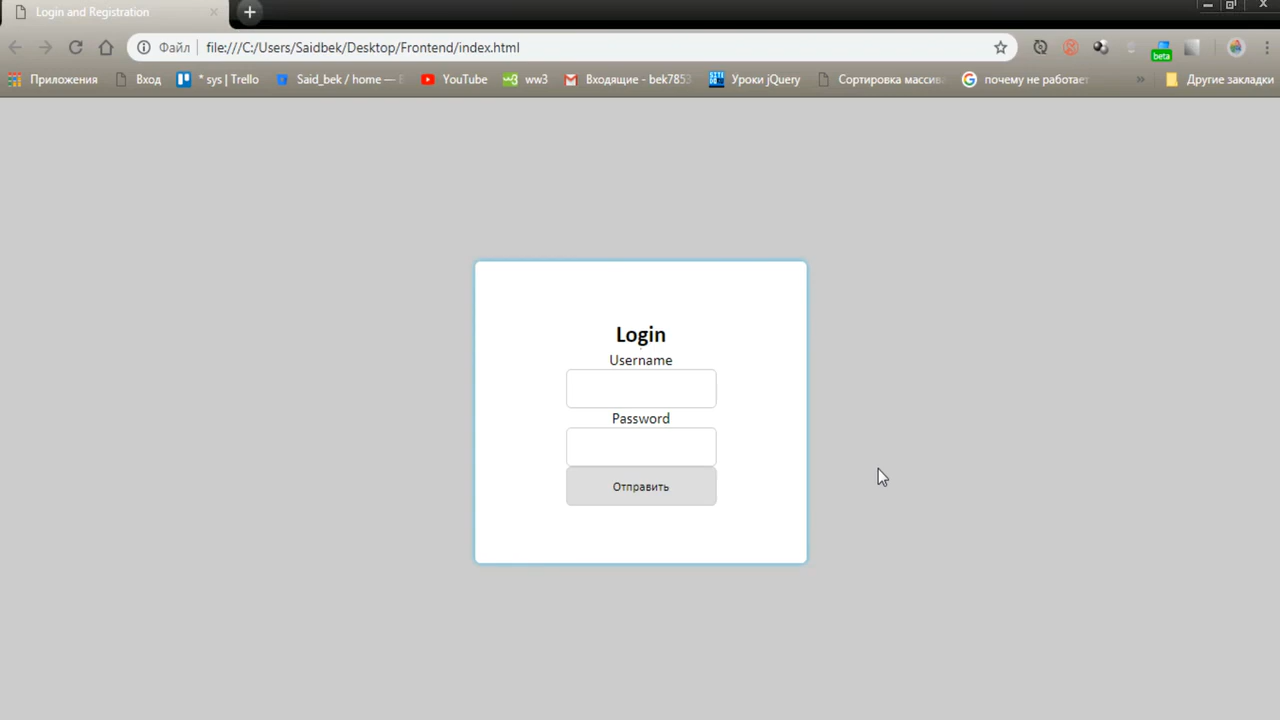 Login and Registration
Файл file:///C:/Users/Saidbek/Desktop/Frontend/index.html
beta
Приложения Вход * sys | Trello Said_bek / home — YouTube ww3 Входящие - bek785 Уроки jQuery Сортировка массив почему не работает » Другие закладки
Login
Username
Password
Отправить